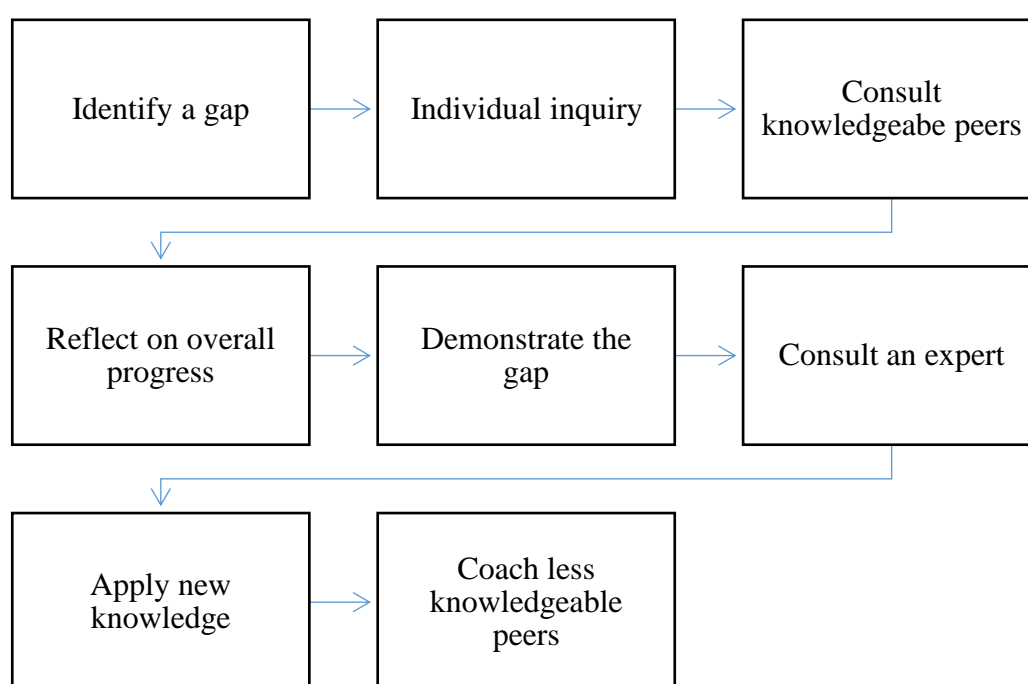 Identify a gap
Individual inquiry
Consult
knowledgeabe peers
Reflect on overall
progress
Demonstrate the
gap
Consult an expert
Apply new
knowledge
Coach less
knowledgeable
peers